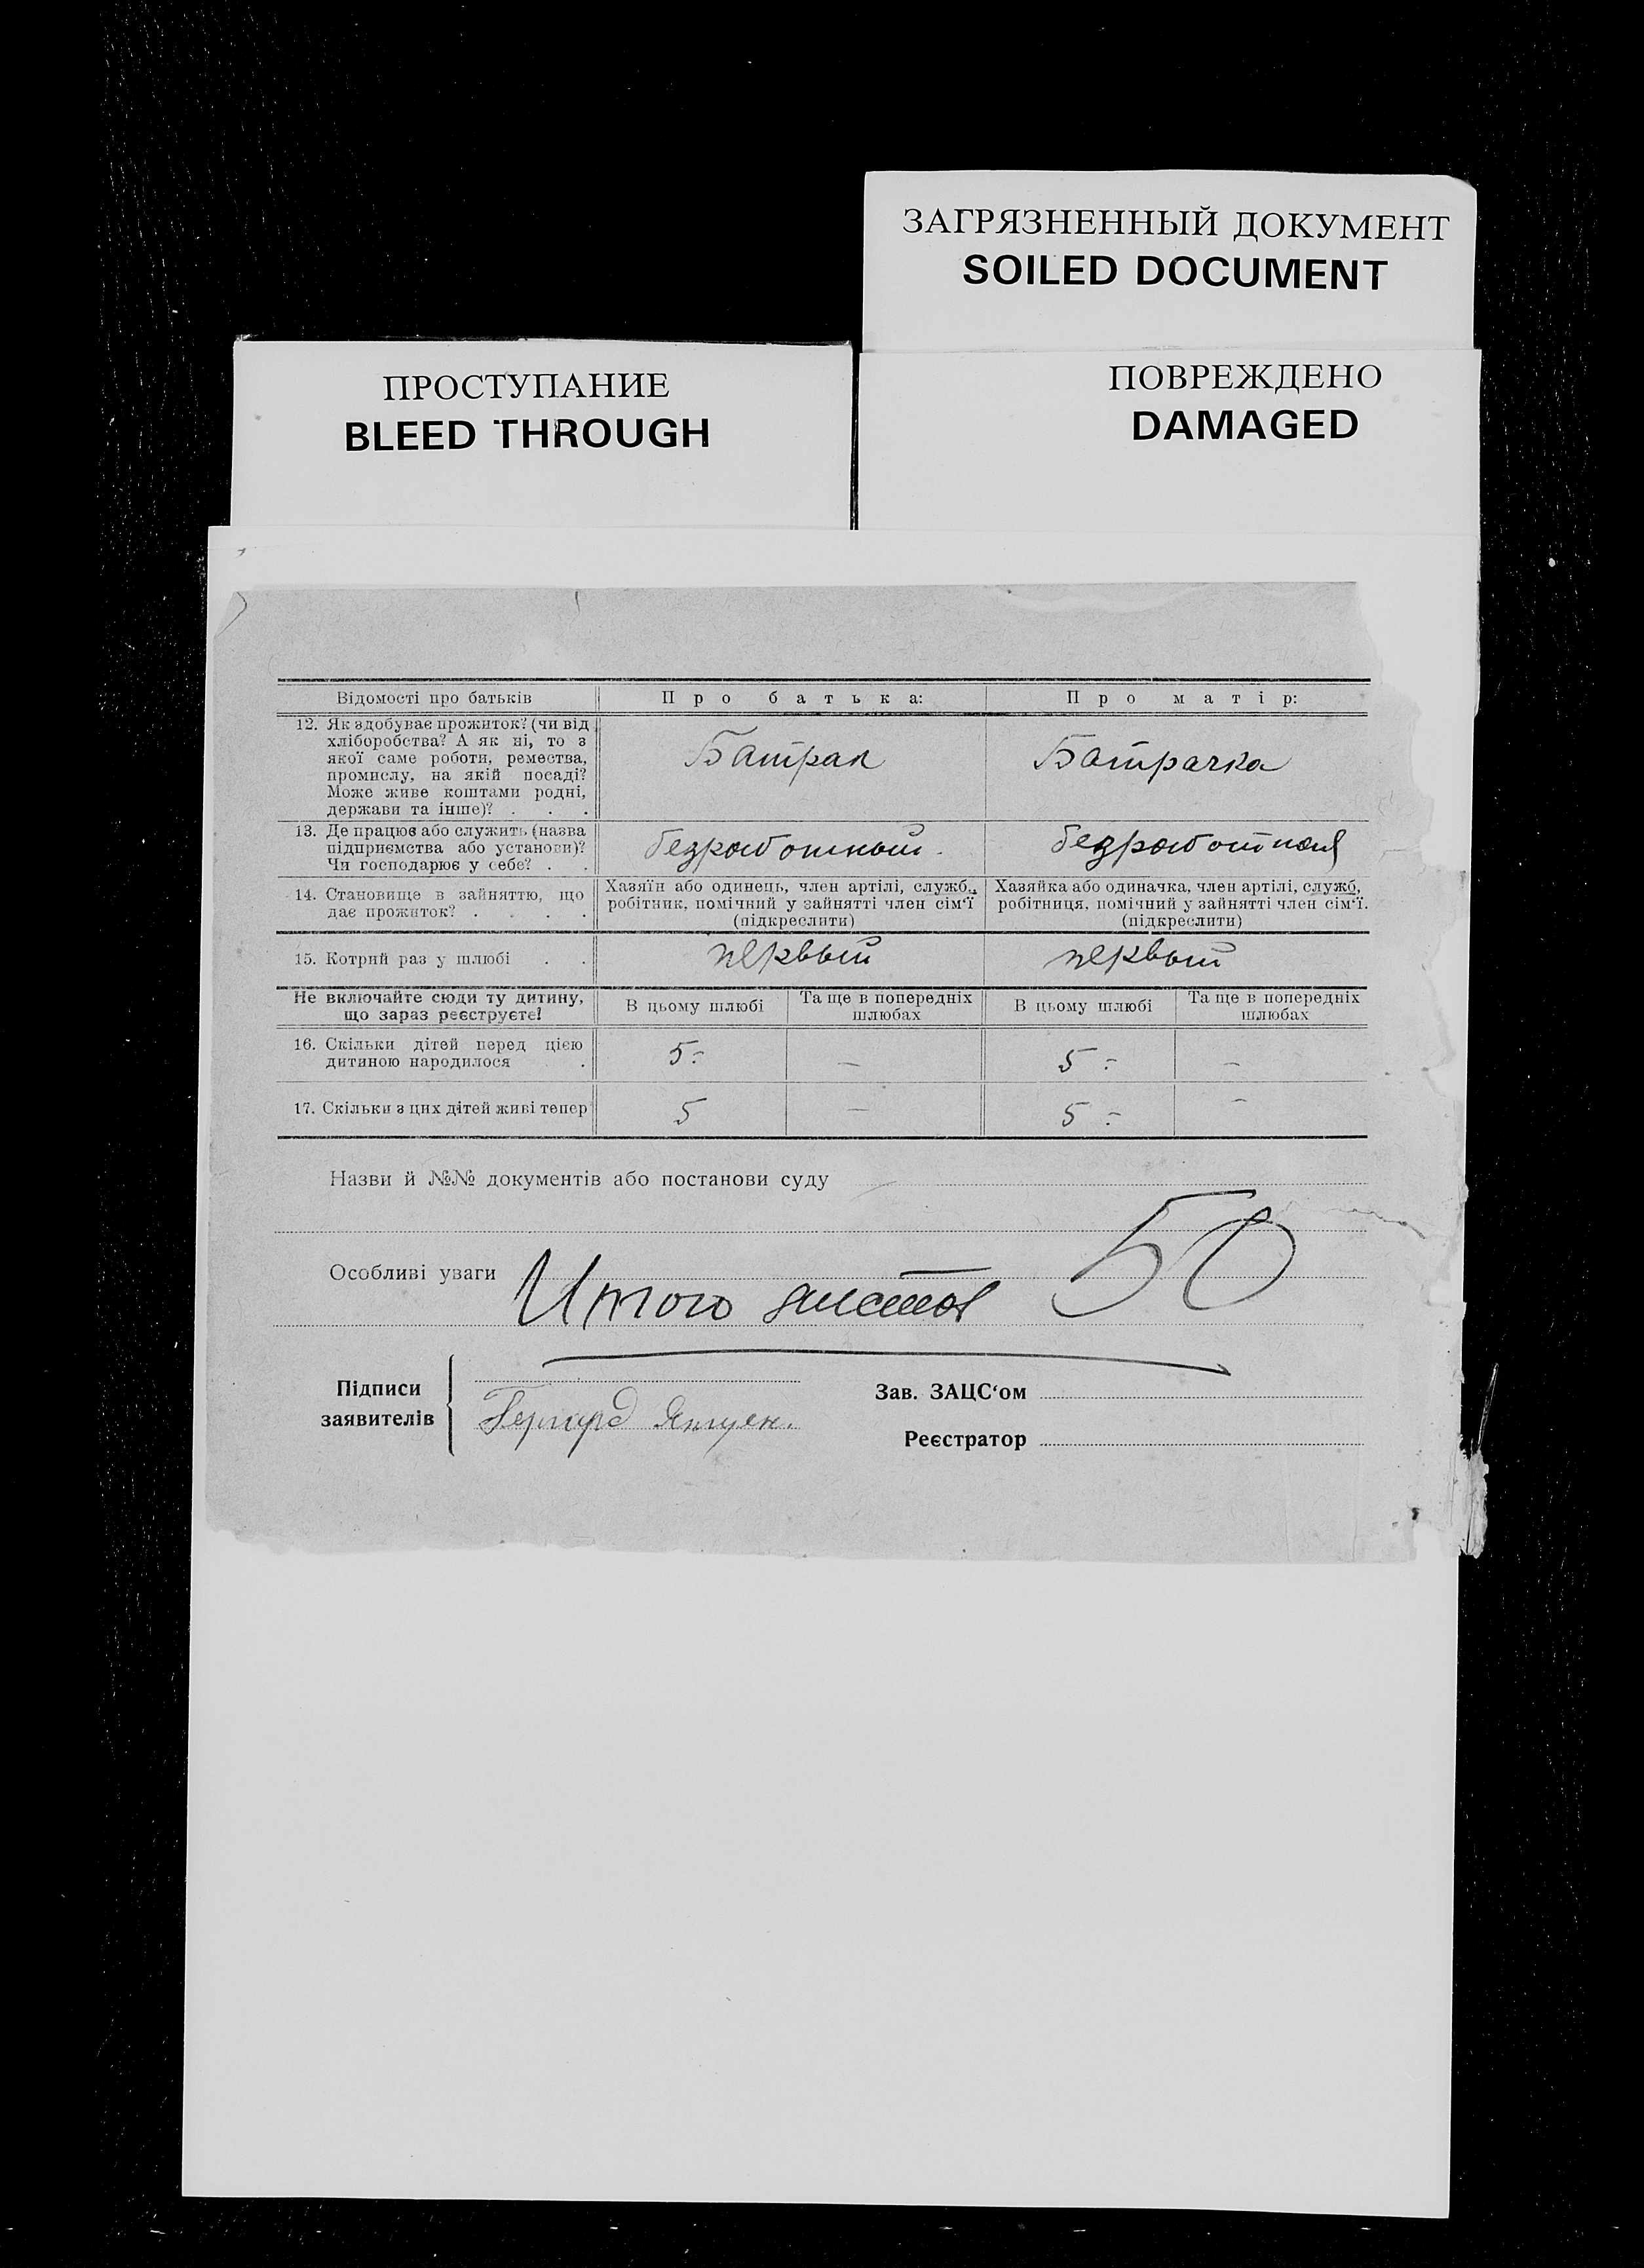 ЗАГРЯЗНЕННЫЙ ДОКУМЕНТ
SOILED DOCUMENT
ПРОСТУПАНИЕ
BLEED THROUGH
ПОВРЕЖДЕНО
DAMAGED
Відомості про батьків
Про батька:
Про матір:
12. Як здобуває прожиток? (чи від
хліборобства? А як ні, то з
якої саме роботи, ремества,
промислу, на якій посаді?
Може живе коштами родні,
держави та інше)? . . .
Батрак
Батрачка
13. Де працює або служить (назва
підприємства або установи)?
Чи господарює у себе? . .
безработный.
безработная
14. Становище в зайняттю, що
дає прожиток? . . . .
Хазяїн або одинець, член артілі, служб.,
робітник, помічний у зайнятті член сім'ї
(підкреслити)
Хазяйка або одиначка, член артілі, служб,
робітниця, помічний у зайнятті член сім'ї.
(підкреслити)
15. Котрий раз у шлюбі . .
первый
первый
Не включайте сюди ту дитину,
що зараз реєструєте!
В цьому шлюбі
Та ще в попередніх
шлюбах
В цьому шлюбі
Та ще в попередніх
шлюбах
16. Скільки дітей перед цією
дитиною народилося .
5:-
—
5 :-
—
17. Скільки з цих дітей живі тепер
5
—
5 :-
—
Назви й №№ документів або постанови суду
Особливі уваги
Итого листов 50
Підписи
заявителів
Гергард
Зав. ЗАЦС'ом
Реєстратор